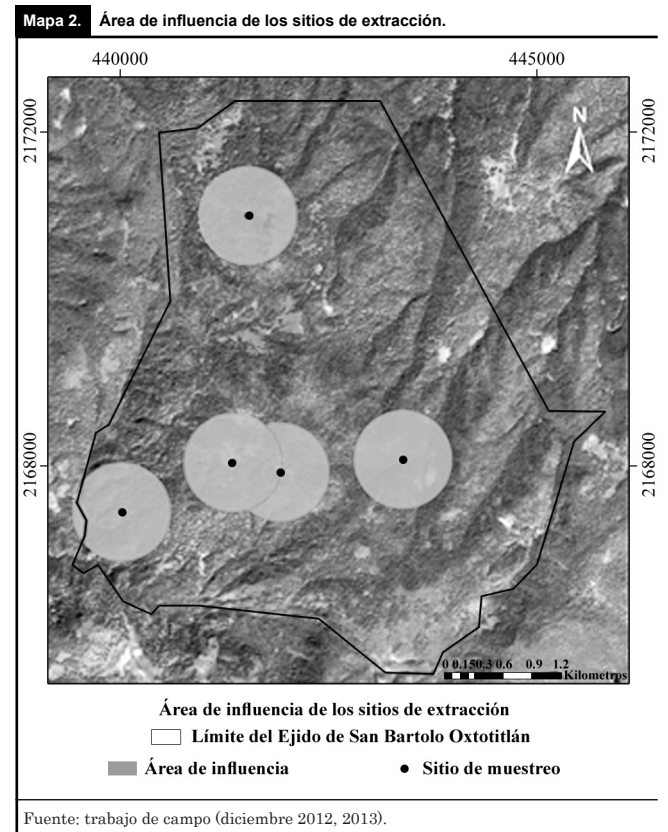 Mapa 2. Área de influencia de los sitios de extracción.
440000 445000
N
2172000 2172000
2168000 2168000
0 0.15 0.3 0.6 0.9 1.2
Kilometros
Área de influencia de los sitios de extracción
Límite del Ejido de San Bartolo Oxtotitlán
Área de influencia Sitio de muestreo
Fuente: trabajo de campo (diciembre 2012, 2013).